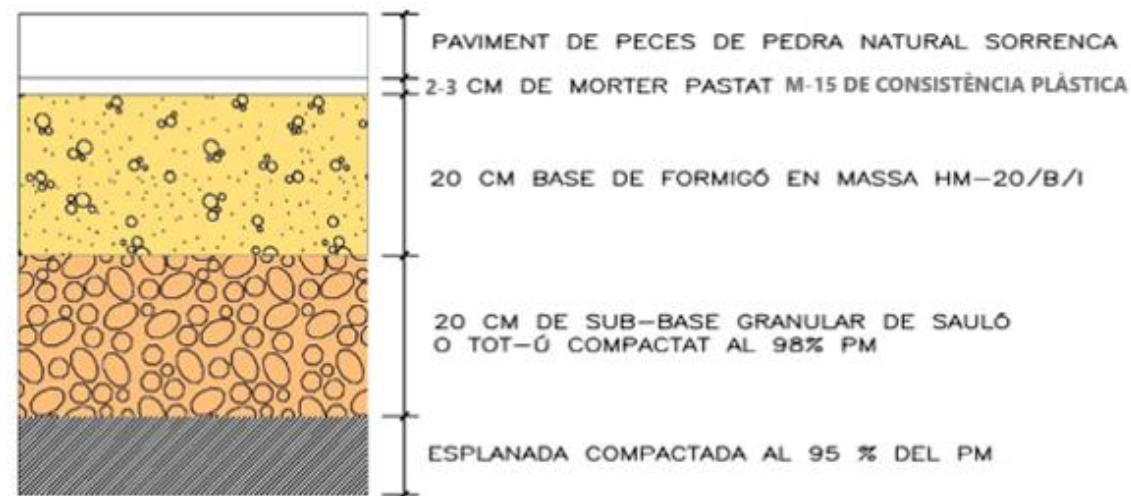 PAVIMENT DE PECES DE PEDRA NATURAL SORRENCA
2-3 CM DE MORTER PASTAT M-15 DE CONSISTÈNCIA PLÀSTICA
20 CM BASE DE FORMIGÓ EN MASSA HM-20/B/I
20 CM DE SUB-BASE GRANULAR DE SAULÓ
O TOT-Ú COMPACTAT AL 98% PM
ESPLANADA COMPACTADA AL 95 % DEL PM